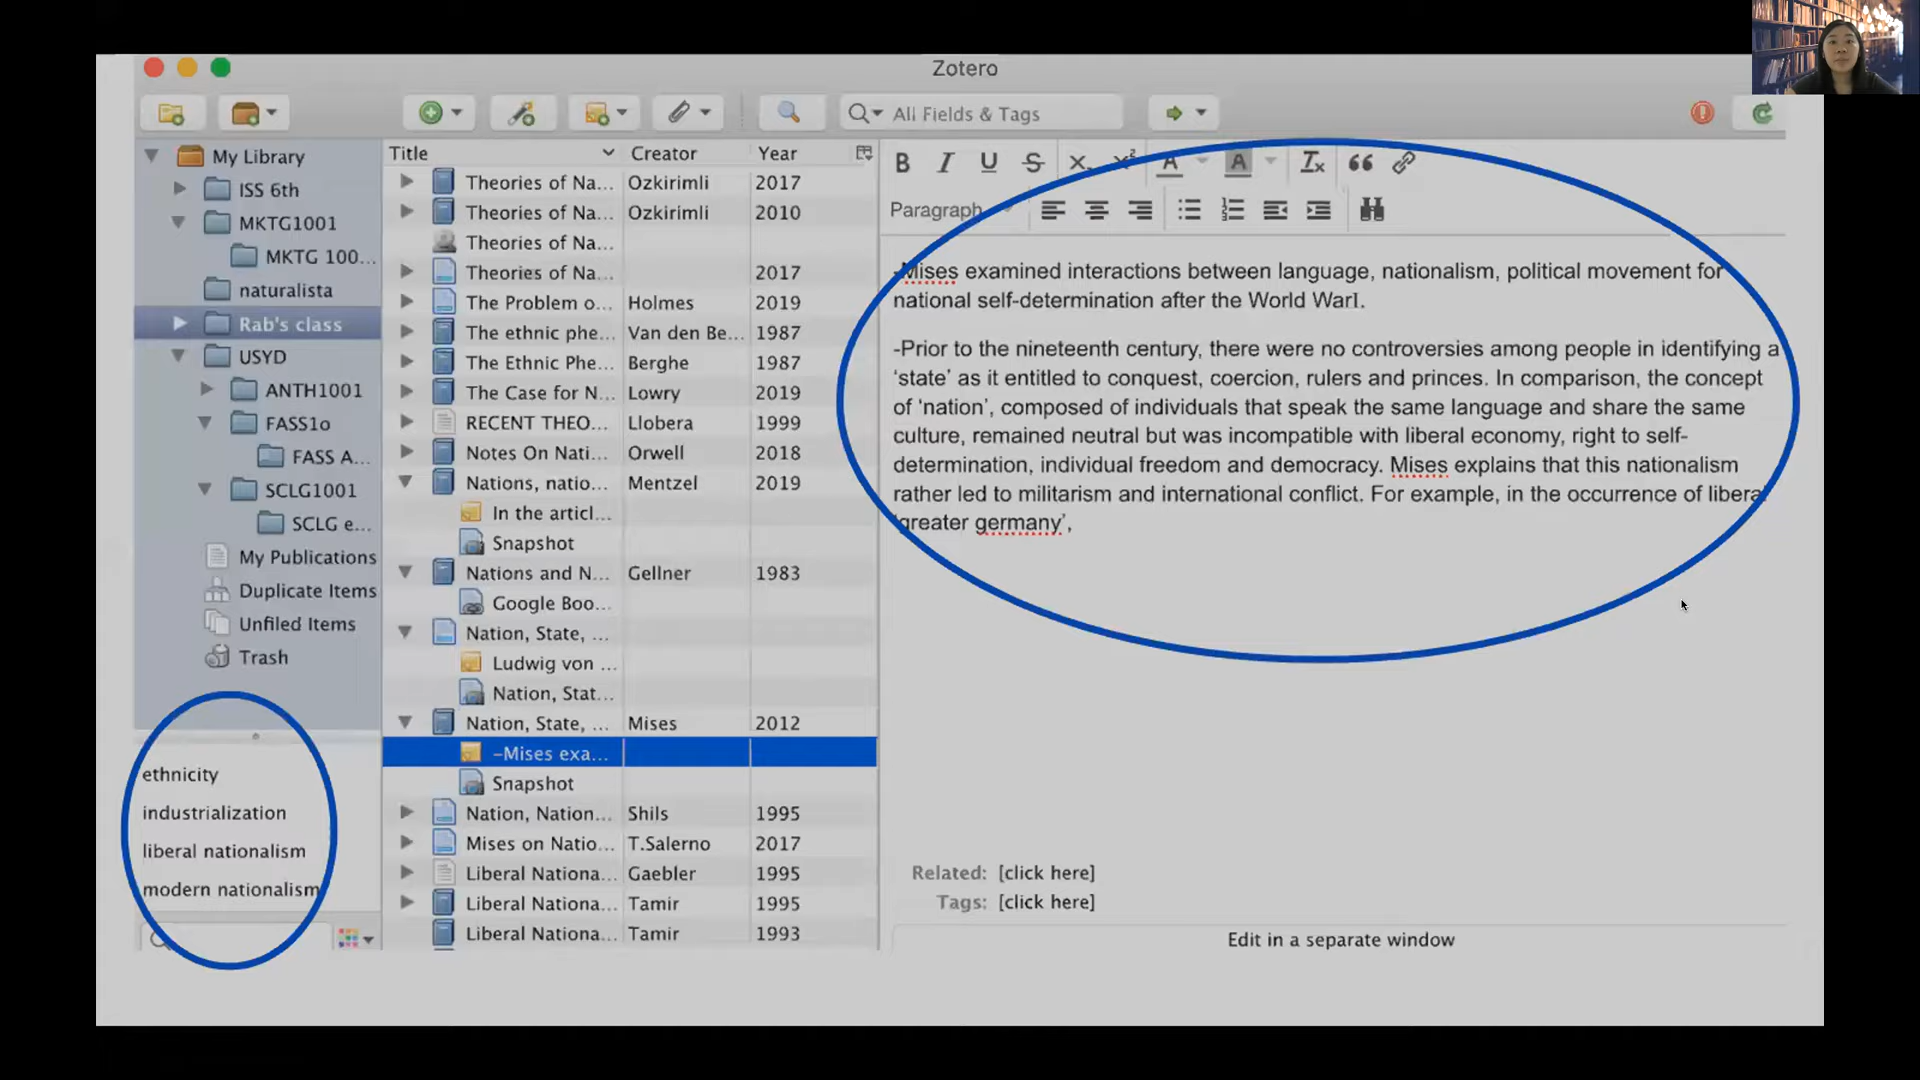 Zotero
All Fields & Tags
My Library
ISS 6th
MKTG1001
MKTG 100...
naturalista
Rab's class
USYD
ANTH1001
FASS1o
FASS A...
SCLG1001
SCLG e...
My Publications
Duplicate Items
Unfiled Items
Trash
ethnicity
industrialization
liberal nationalism
modern nationalism
Title Creator Year
Theories of Na... Ozkirimli 2017
Theories of Na... Ozkirimli 2010
Theories of Na...
Theories of Na... 2017
The Problem o... Holmes 2019
The ethnic phe... Van den Be... 1987
The Ethnic Phe... Berghe 1987
The Case for N... Lowry 2019
RECENT THEO... Llobera 1999
Notes On Nati... Orwell 2018
Nations, natio... Mentzel 2019
In the articl...
Snapshot
Nations and N... Gellner 1983
Google Boo...
Nation, State, ...
Ludwig von ...
Nation, Stat...
Nation, State, ... Mises 2012
-Mises exa...
Snapshot
Nation, Nation... Shils 1995
Mises on Natio... T.Salerno 2017
Liberal Nationa... Gaebler 1995
Liberal Nationa... Tamir 1995
Liberal Nationa... Tamir 1993
B I U S X₂ X² A A Tx
Paragraph
-Mises examined interactions between language, nationalism, political movement for
national self-determination after the World WarI.
-Prior to the nineteenth century, there were no controversies among people in identifying a
‘state’ as it entitled to conquest, coercion, rulers and princes. In comparison, the concept
of ‘nation’, composed of individuals that speak the same language and share the same
culture, remained neutral but was incompatible with liberal economy, right to self-
determination, individual freedom and democracy. Mises explains that this nationalism
rather led to militarism and international conflict. For example, in the occurrence of liberal
‘greater germany’,
Related: [click here]
Tags: [click here]
Edit in a separate window